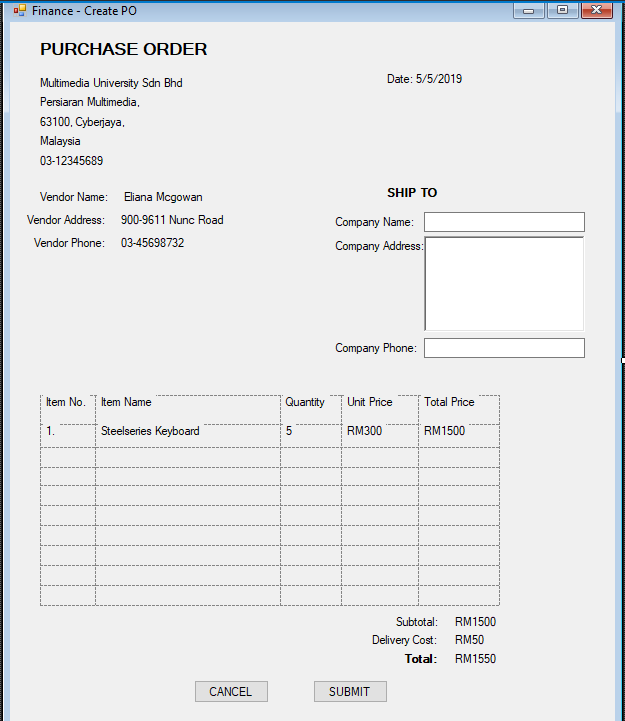 Finance - Create PO
PURCHASE ORDER
Multimedia University Sdn Bhd
Persiaran Multimedia,
63100, Cyberjaya,
Malaysia
03-12345689
Date: 5/5/2019
Vendor Name: Eliana Mcgowan
Vendor Address: 900-9611 Nunc Road
Vendor Phone: 03-45698732
SHIP TO
Company Name:
Company Address:
Company Phone:
Item No. Item Name Quantity Unit Price Total Price
1. Steelseries Keyboard 5 RM300 RM1500
Subtotal: RM1500
Delivery Cost: RM50
Total: RM1550
CANCEL SUBMIT